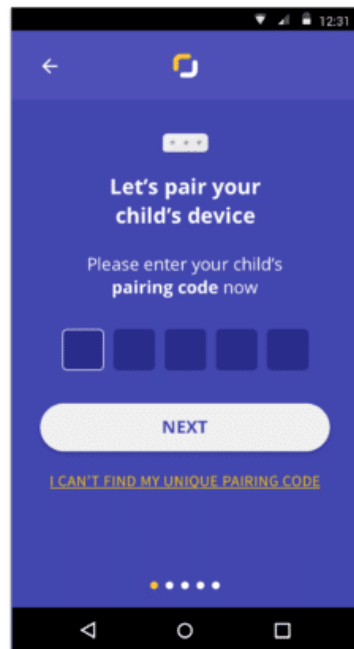 12:31
Let's pair your
child's device
Please enter your child's
pairing code now
NEXT
I CAN'T FIND MY UNIQUE PAIRING CODE